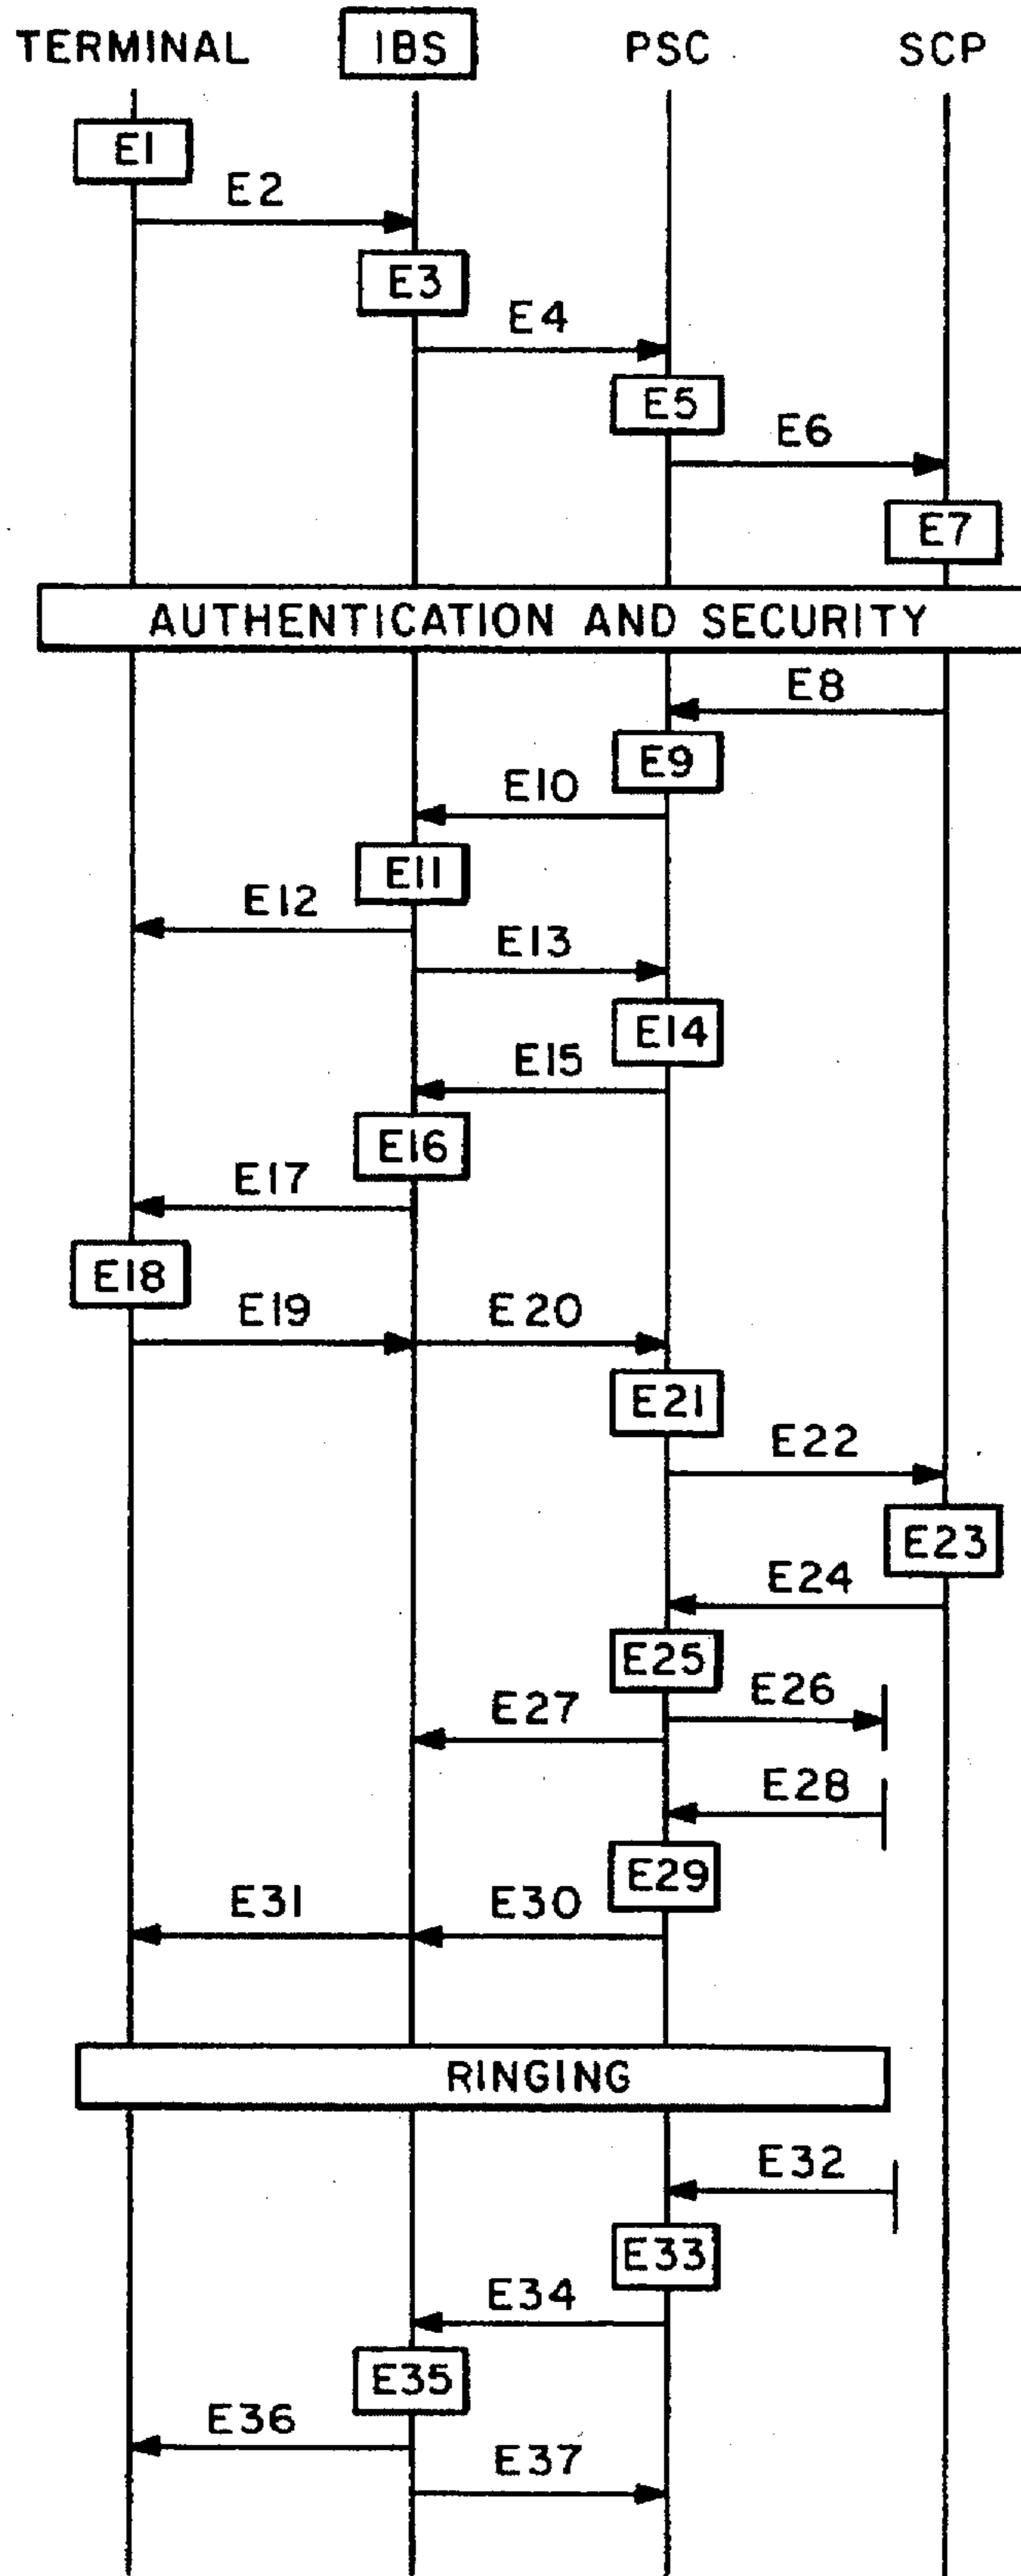 TERMINAL IBS PSC SCP
E1
E2
E3
E4
E5
E6
E7
AUTHENTICATION AND SECURITY
E8
E9
E10
E11
E12
E13
E14
E15
E16
E17
E18
E19 E20
E21
E22
E23
E24
E25
E26
E27
E28
E29
E31 E30
RINGING
E32
E33
E34
E35
E36
E37